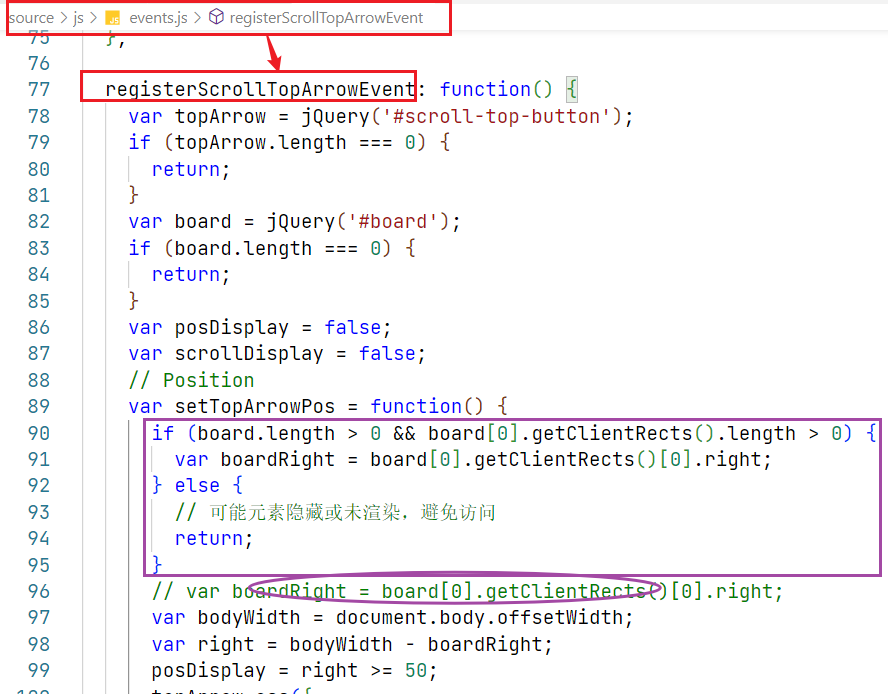 source > js > JS events.js > registerScrollTopArrowEvent
75 },
76
77 registerScrollTopArrowEvent: function() {
78 var topArrow = jQuery('#scroll-top-button');
79 if (topArrow.length === 0) {
80 return;
81 }
82 var board = jQuery('#board');
83 if (board.length === 0) {
84 return;
85 }
86 var posDisplay = false;
87 var scrollDisplay = false;
88 // Position
89 var setTopArrowPos = function() {
90 if (board.length > 0 && board[0].getClientRects().length > 0) {
91 var boardRight = board[0].getClientRects()[0].right;
92 } else {
93 // 可能元素隐藏或未渲染，避免访问
94 return;
95 }
96 // var boardRight = board[0].getClientRects()[0].right;
97 var bodyWidth = document.body.offsetWidth;
98 var right = bodyWidth - boardRight;
99 posDisplay = right >= 50;